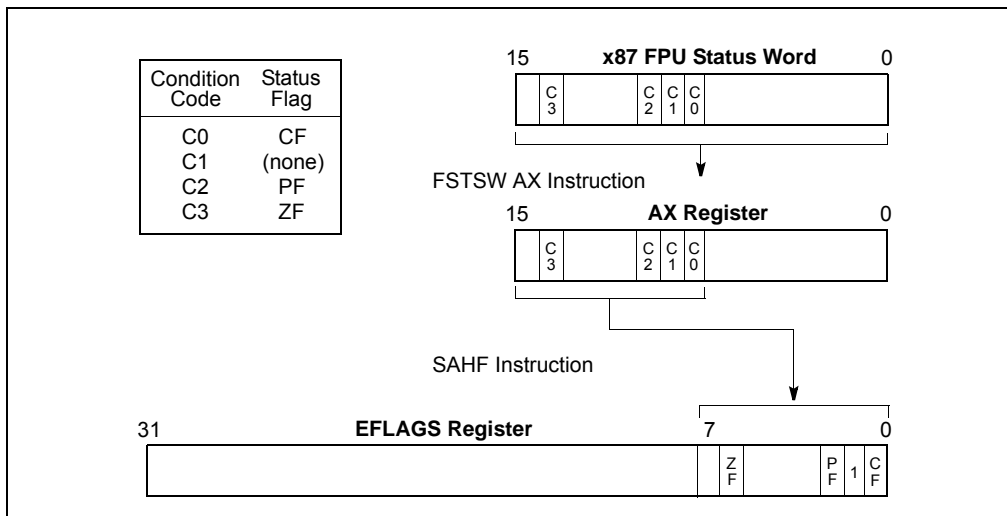 Condition Code Status Flag
C0 CF
C1 (none)
C2 PF
C3 ZF
15 x87 FPU Status Word 0
C3 C2 C1 C0
FSTSW AX Instruction
15 AX Register 0
C3 C2 C1 C0
SAHF Instruction
31 EFLAGS Register 7 0
ZF PF 1 CF